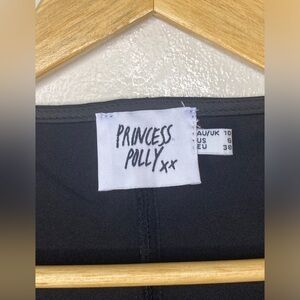 PRINCESS
POLLY xx
AU/UK 10
US 6
EU 38